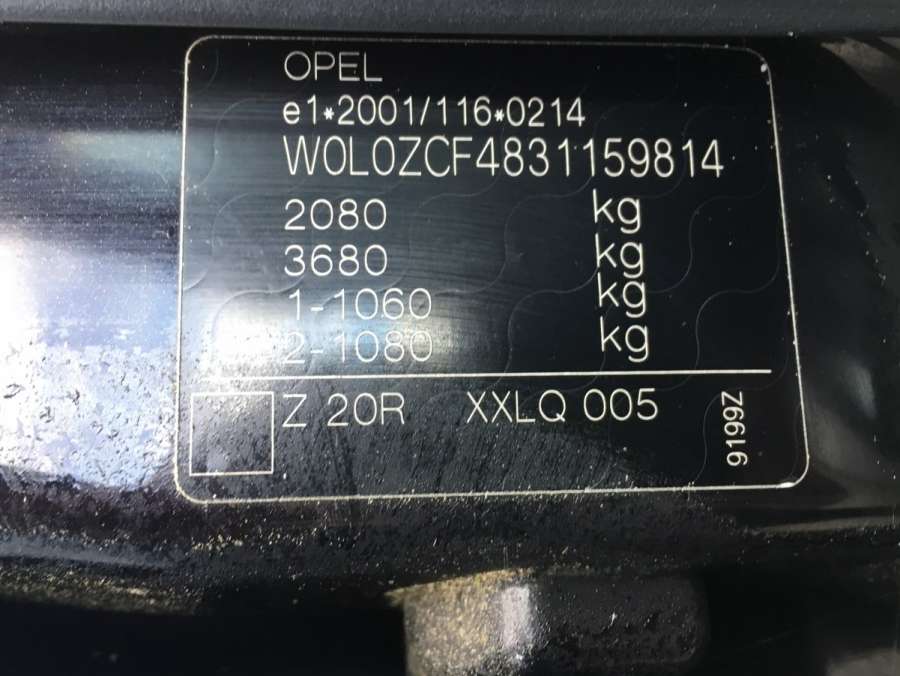 OPEL
e1*2001/116*0214
W0L0ZCF4831159814
2080 kg
3680 kg
1-1060 kg
2-1080 kg
Z 20R XXLQ 005
9199Z